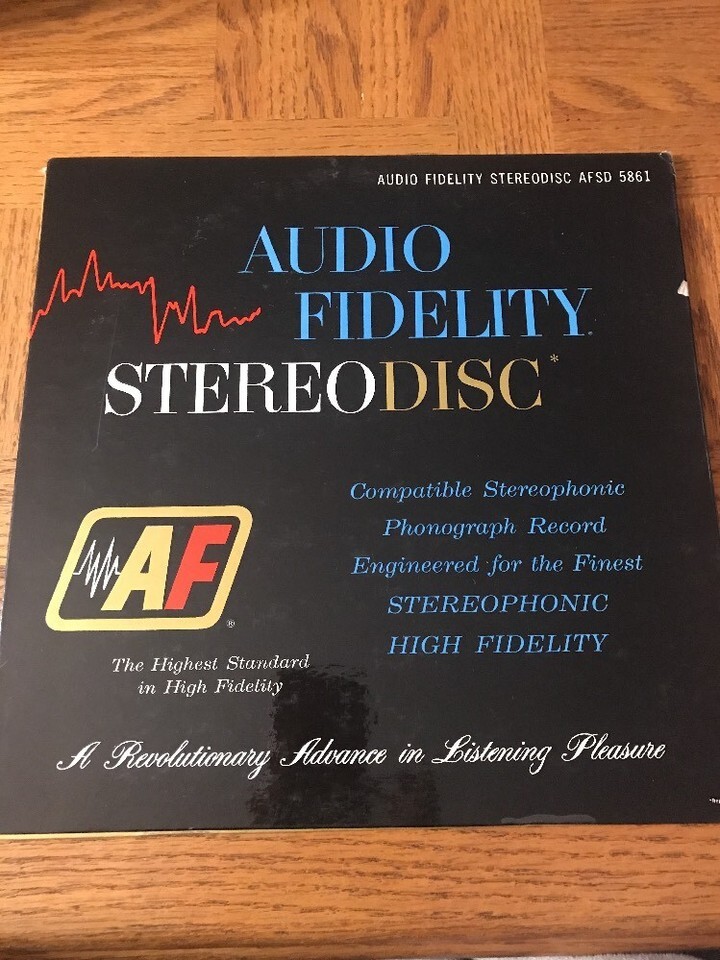 AUDIO FIDELITY STEREODISC AFSD 5861
AUDIO
FIDELITY.
STEREODISC*
Compatible Stereophonic
Phonograph Record
Engineered for the Finest
STEREOPHONIC
HIGH FIDELITY
AF®
The Highest Standard
in High Fidelity
A Revolutionary Advance in Listening Pleasure